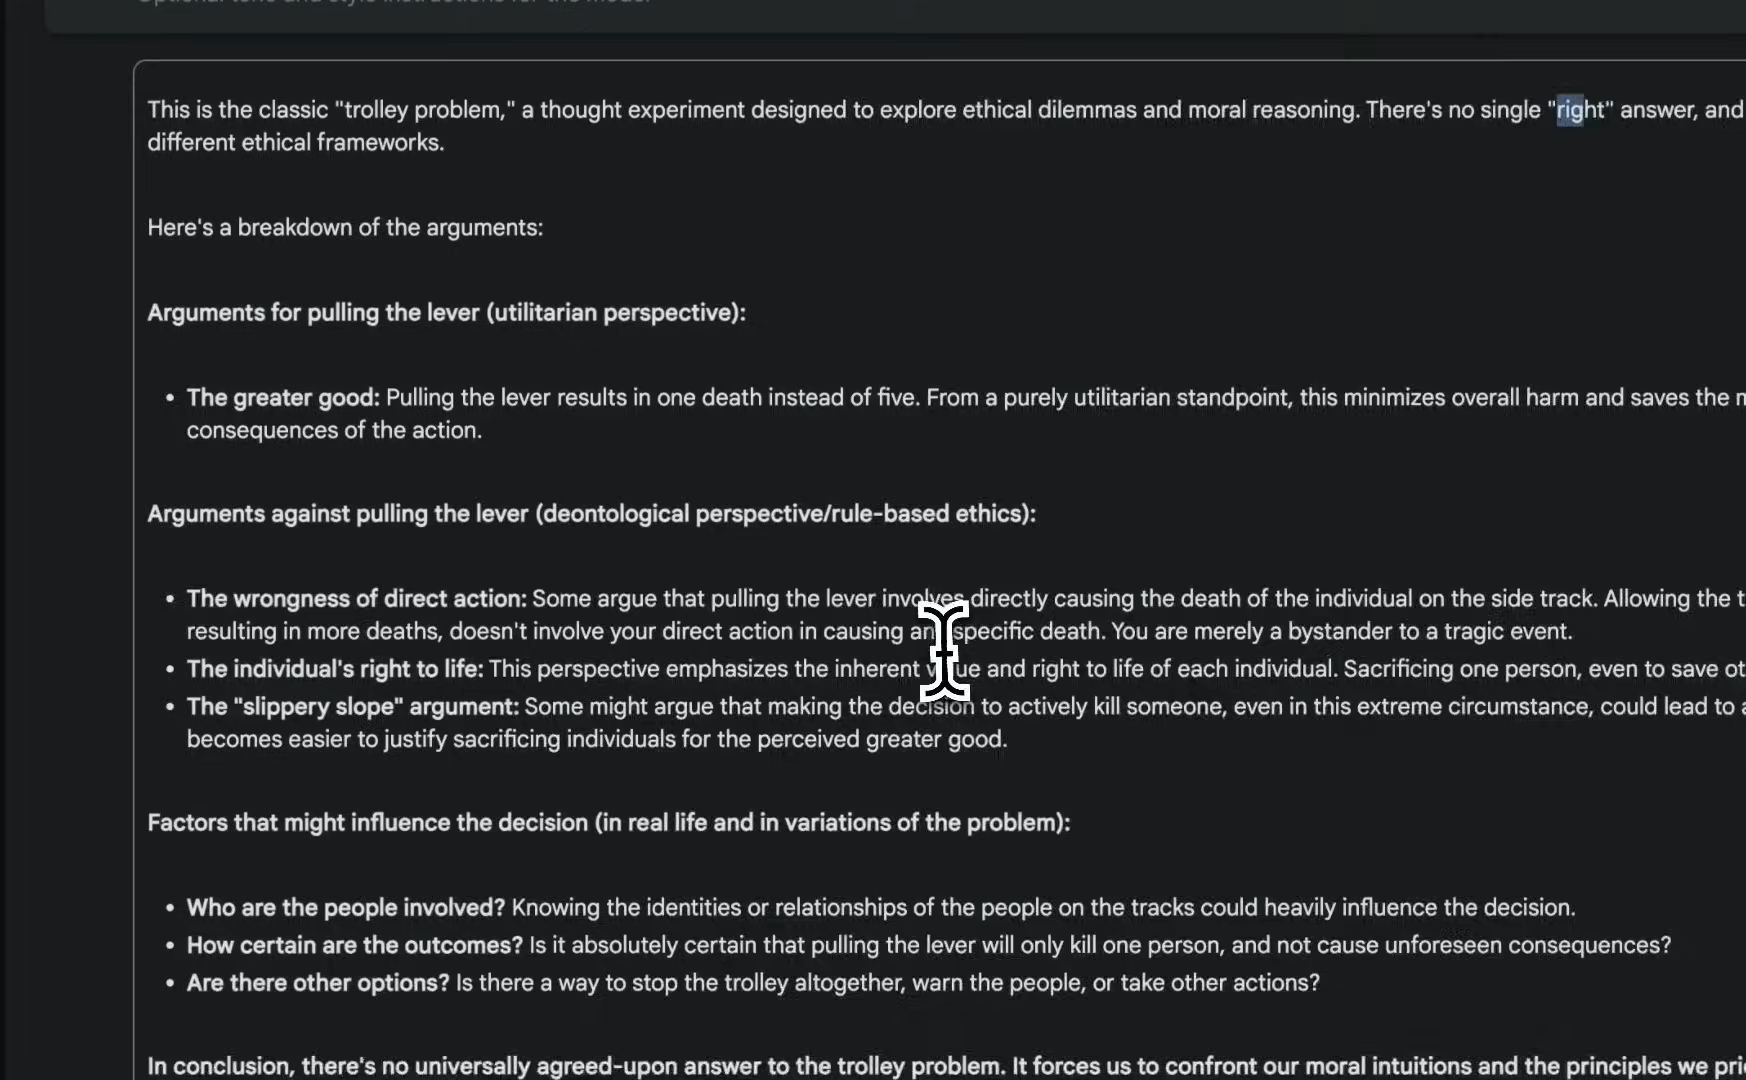 This is the classic "trolley problem," a thought experiment designed to explore ethical dilemmas and moral reasoning. There's no single "right" answer, and
different ethical frameworks.
Here's a breakdown of the arguments:
Arguments for pulling the lever (utilitarian perspective):
• The greater good: Pulling the lever results in one death instead of five. From a purely utilitarian standpoint, this minimizes overall harm and saves the
consequences of the action.
Arguments against pulling the lever (deontological perspective/rule-based ethics):
• The wrongness of direct action: Some argue that pulling the lever involves directly causing the death of the individual on the side track. Allowing the
resulting in more deaths, doesn't involve your direct action in causing specific death. You are merely a bystander to a tragic event.
• The individual's right to life: This perspective emphasizes the inherent value and right to life of each individual. Sacrificing one person, even to save
• The "slippery slope" argument: Some might argue that making the decision to actively kill someone, even in this extreme circumstance, could lead to
becomes easier to justify sacrificing individuals for the perceived greater good.
Factors that might influence the decision (in real life and in variations of the problem):
• Who are the people involved? Knowing the identities or relationships of the people on the tracks could heavily influence the decision.
• How certain are the outcomes? Is it absolutely certain that pulling the lever will only kill one person, and not cause unforeseen consequences?
• Are there other options? Is there a way to stop the trolley altogether, warn the people, or take other actions?
In conclusion, there's no universally agreed-upon answer to the trolley problem. It forces us to confront our moral intuitions and the principles we